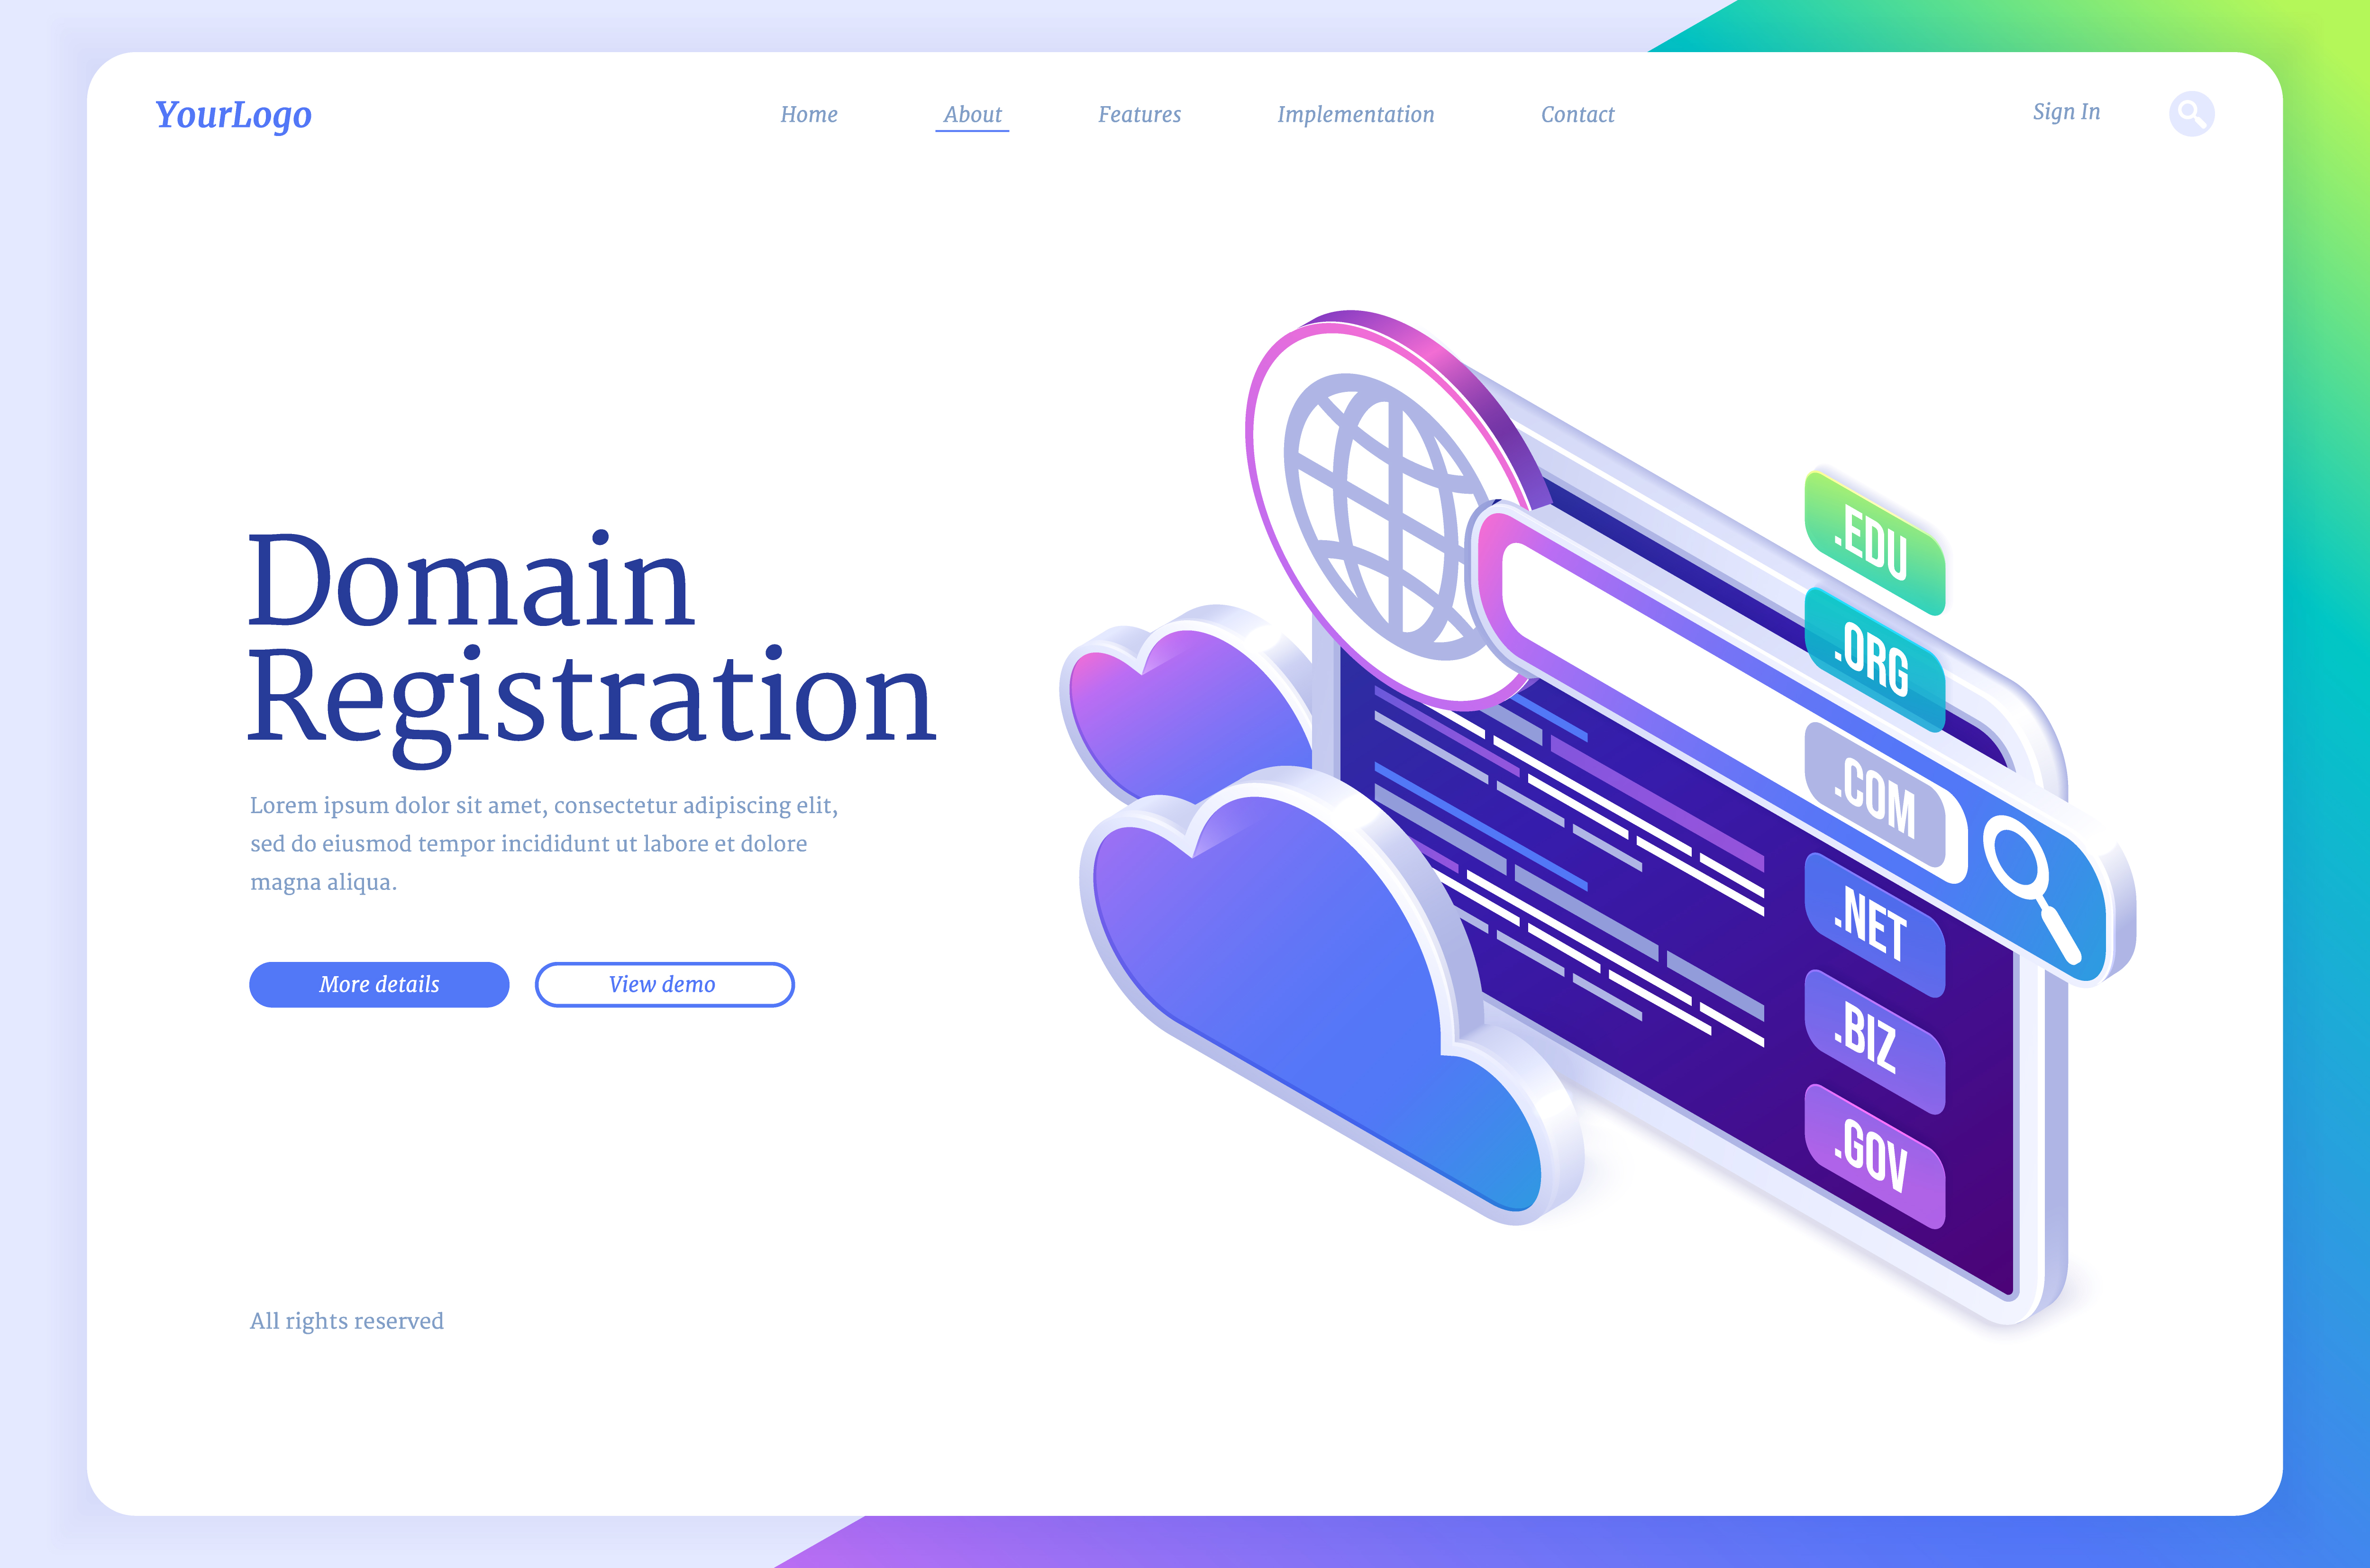 YourLogo
Home About Features Implementation Contact Sign In
Domain
Registration
Lorem ipsum dolor sit amet, consectetur adipiscing elit,
sed do eiusmod tempor incididunt ut labore et dolore
magna aliqua.
More details View demo
All rights reserved
.EDU
.ORG
.COM
.NET
.BIZ
.GOV